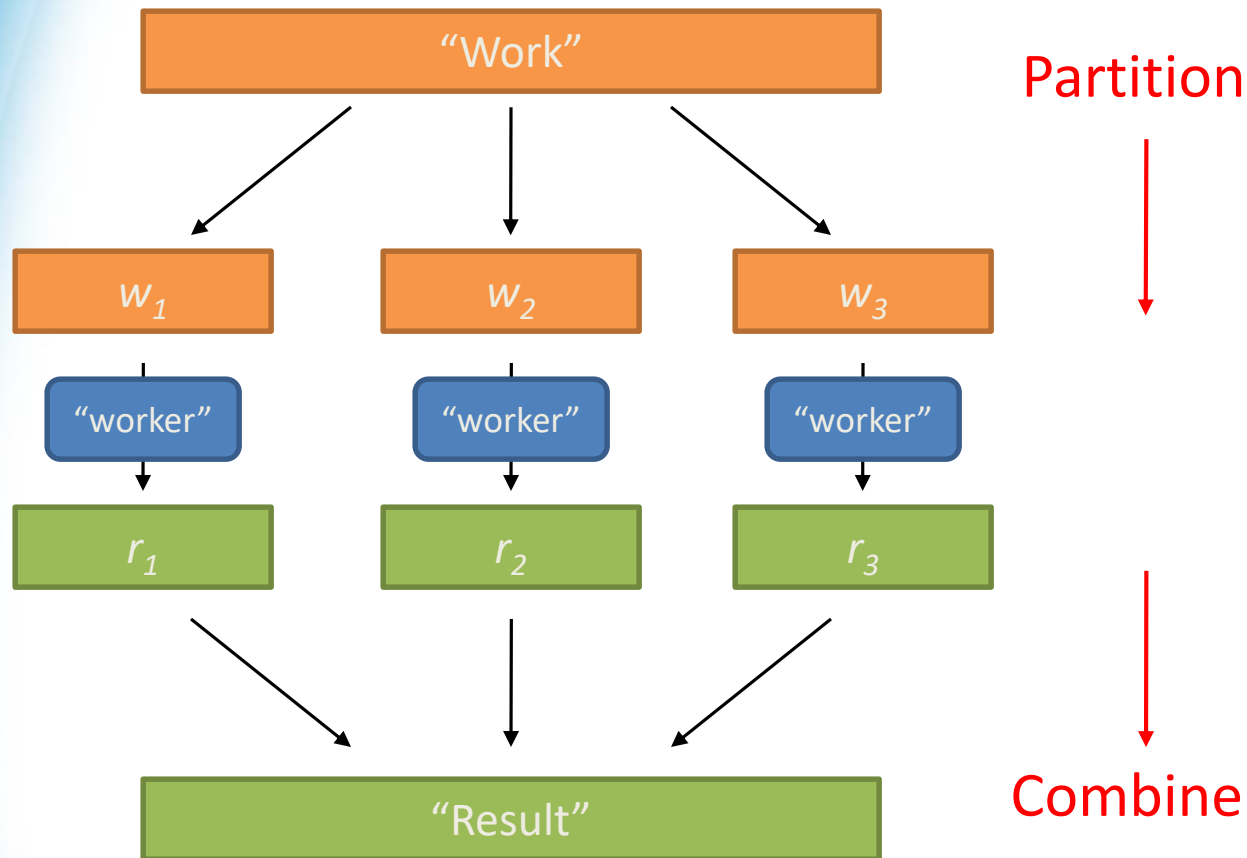 “Work”
Partition
w₁ w₂ w₃
“worker” “worker” “worker”
r₁ r₂ r₃
“Result”
Combine